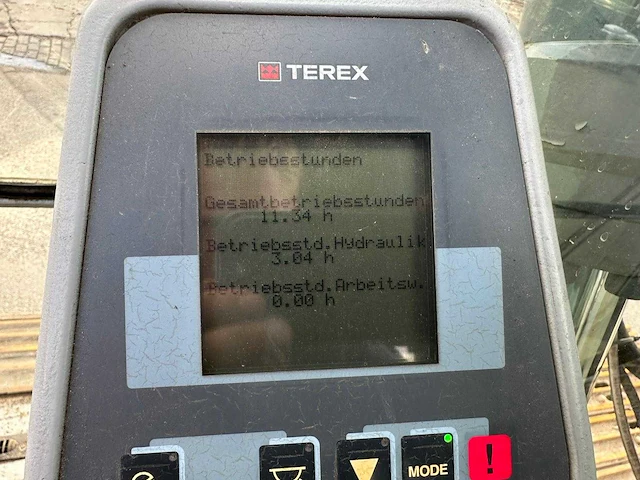 TEREX
Betriebsstunden
Gesamtbetriebsstunden
11.34 h
Betriebsstd.Hydraulik
3.04 h
Betriebsstd.Arbeitsw.
0.00 h
MODE
!